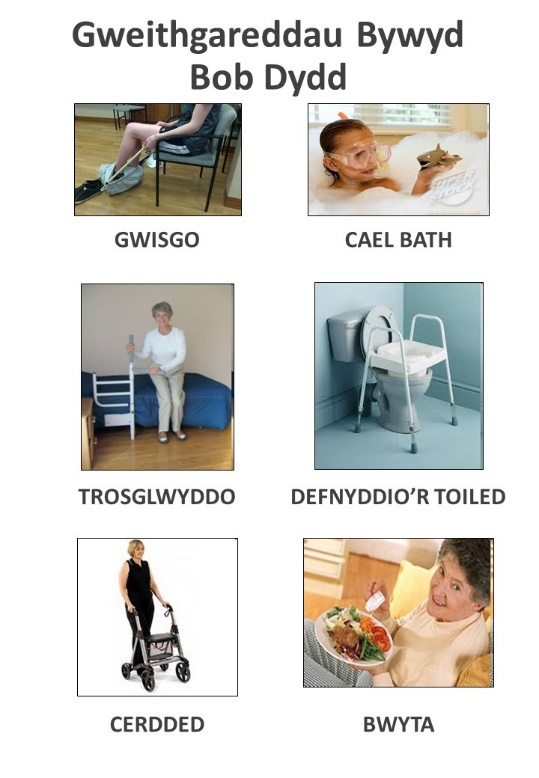 Gweithgareddau Bywyd
Bob Dydd
GWISGO
CAEL BATH
TROSGLWYDDO
DEFNYDDIO’R TOILED
CERDDED
BWYTA